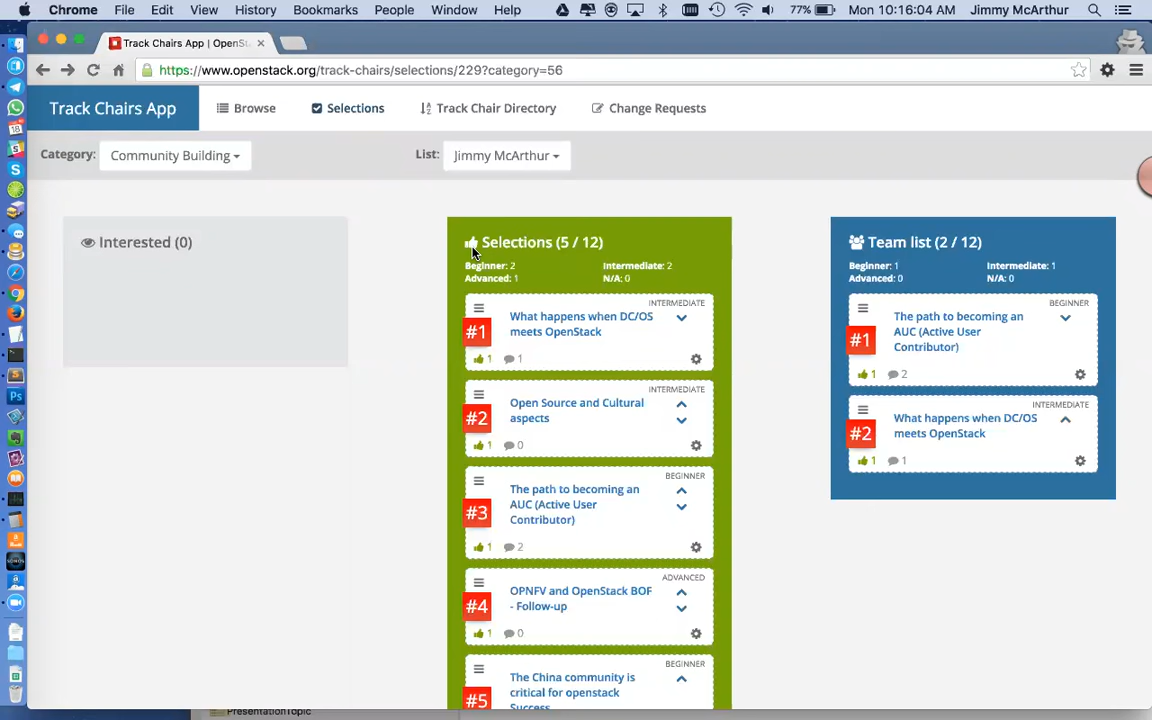 Chrome File Edit View History Bookmarks People Window Help 77% Mon 10:16:04 AM Jimmy McArthur
Track Chairs App | OpenSt
https://www.openstack.org/track-chairs/selections/229?category=56
Track Chairs App Browse Selections Track Chair Directory Change Requests
Category: Community Building List: Jimmy McArthur
Interested (0)
Selections (5 / 12)
Beginner: 2 Intermediate: 2
Advanced: 1 N/A: 0
INTERMEDIATE
#1 What happens when DC/OS
meets OpenStack
1 1
INTERMEDIATE
#2 Open Source and Cultural
aspects
1 0
BEGINNER
#3 The path to becoming an
AUC (Active User
Contributor)
1 2
ADVANCED
#4 OPNFV and OpenStack BOF
- Follow-up
1 0
BEGINNER
#5 The China community is
critical for openstack
Success
Team list (2 / 12)
Beginner: 1 Intermediate: 1
Advanced: 0 N/A: 0
BEGINNER
#1 The path to becoming an
AUC (Active User
Contributor)
1 2
INTERMEDIATE
#2 What happens when DC/OS
meets OpenStack
1 1
PresentationTopic